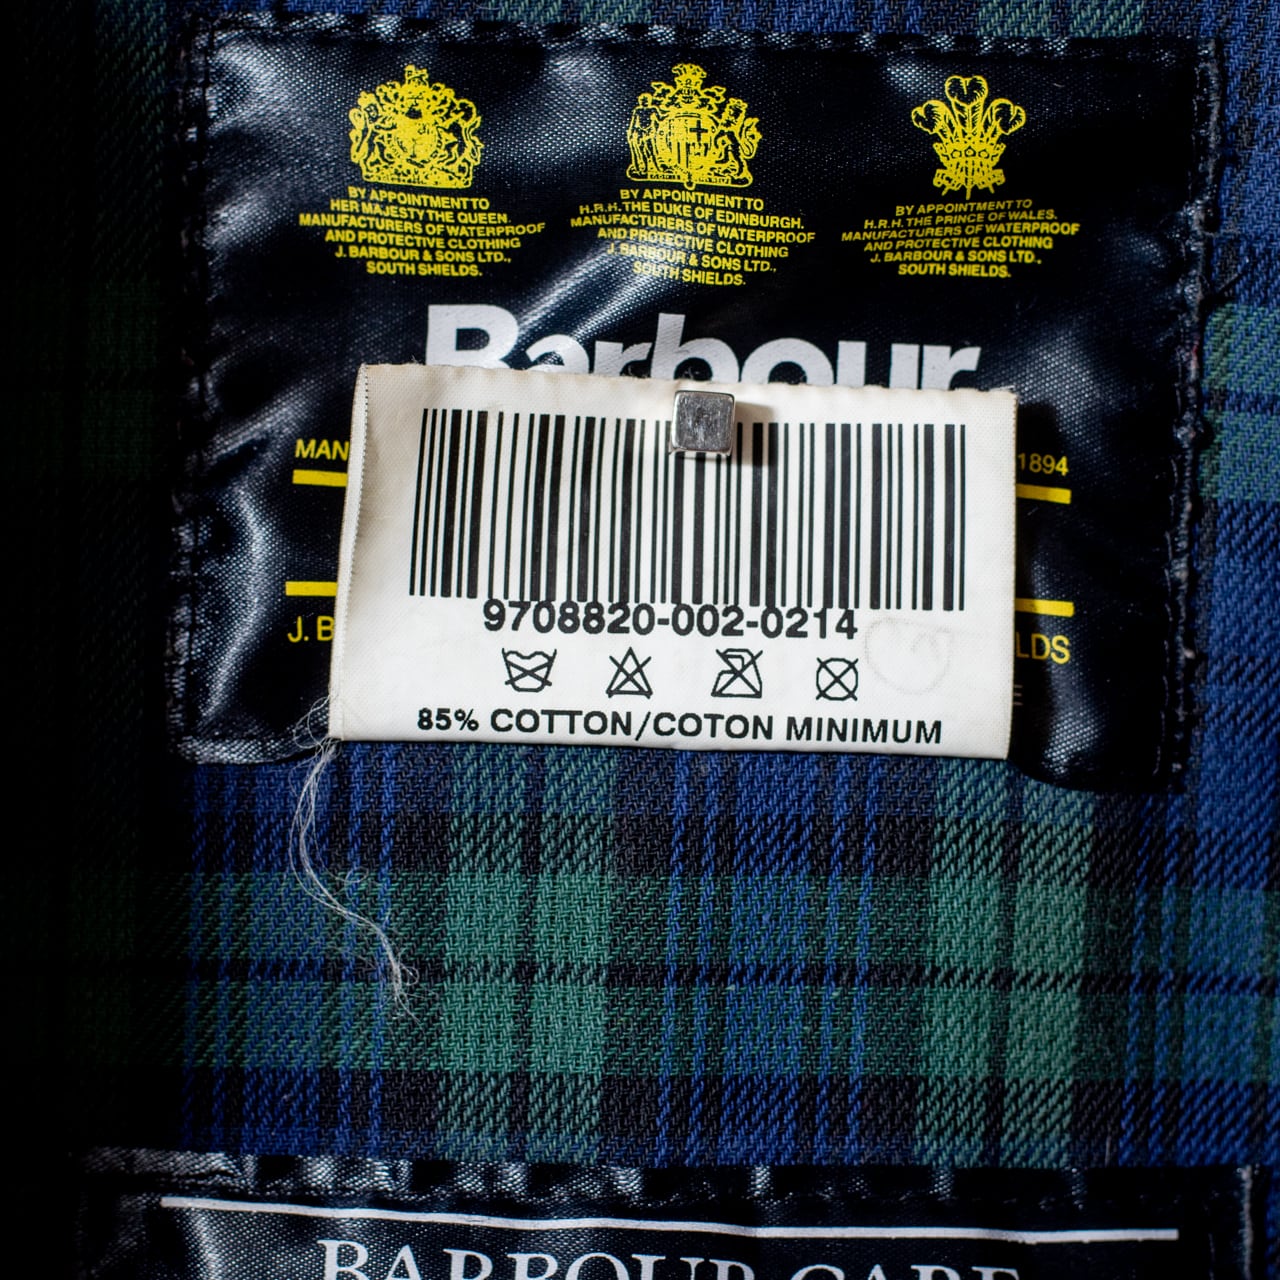 BY APPOINTMENT TO
HER MAJESTY THE QUEEN.
MANUFACTURERS OF WATERPROOF
AND PROTECTIVE CLOTHING
J. BARBOUR & SONS LTD.,
SOUTH SHIELDS.
BY APPOINTMENT TO
H.R.H. THE DUKE OF EDINBURGH.
MANUFACTURERS OF WATERPROOF
AND PROTECTIVE CLOTHING
J. BARBOUR & SONS LTD.,
SOUTH SHIELDS.
BY APPOINTMENT TO
H.R.H. THE PRINCE OF WALES.
MANUFACTURERS OF WATERPROOF
AND PROTECTIVE CLOTHING
J. BARBOUR & SONS LTD.,
SOUTH SHIELDS.
Barbour
MAN 1894
9708820-002-0214
J. B LDS
85% COTTON/COTON MINIMUM
BARBOUR CARE